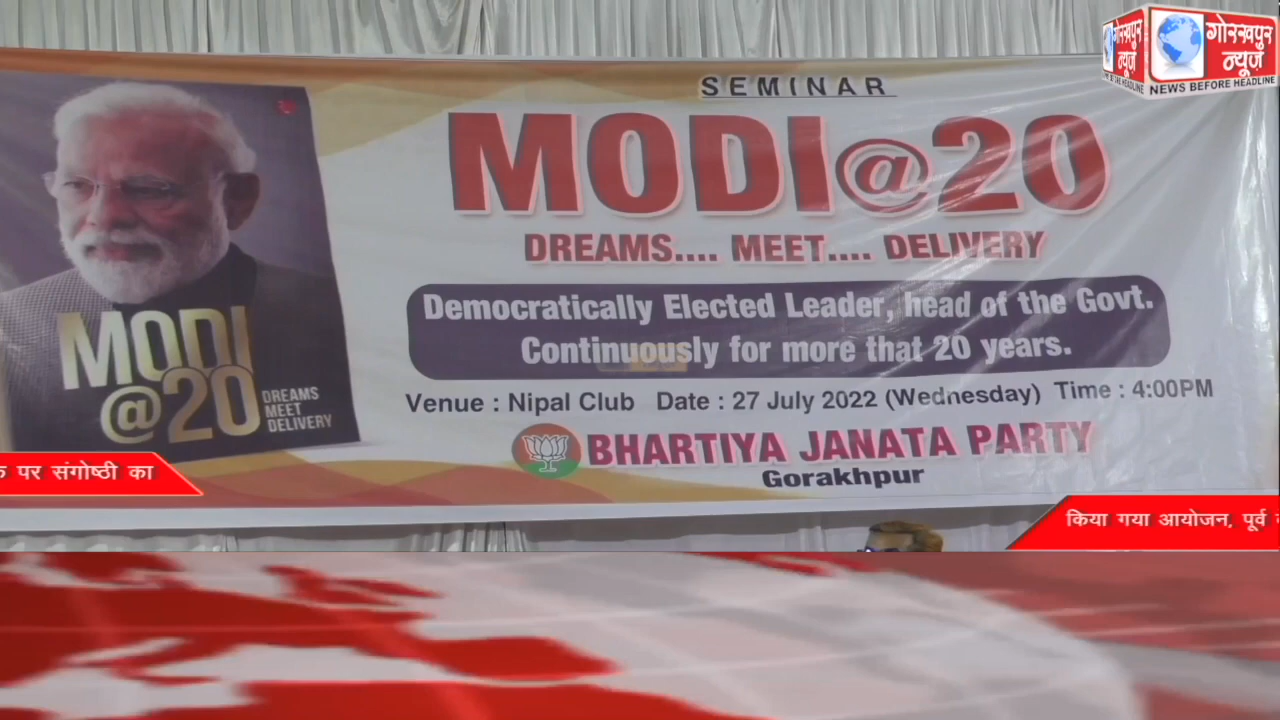 गोरखपुर
न्यूज़
NEWS BEFORE HEADLINE
SEMINAR
MODI@20
DREAMS.... MEET.... DELIVERY
Democratically Elected Leader, head of the Govt.
Continuously for more that 20 years.
Venue : Nipal Club Date : 27 July 2022 (Wednesday) Time : 4:00PM
BHARTIYA JANATA PARTY
Gorakhpur
MODI
@20
DREAMS
MEET
DELIVERY
पर संगोष्ठी का
किया गया आयोजन, पूर्व